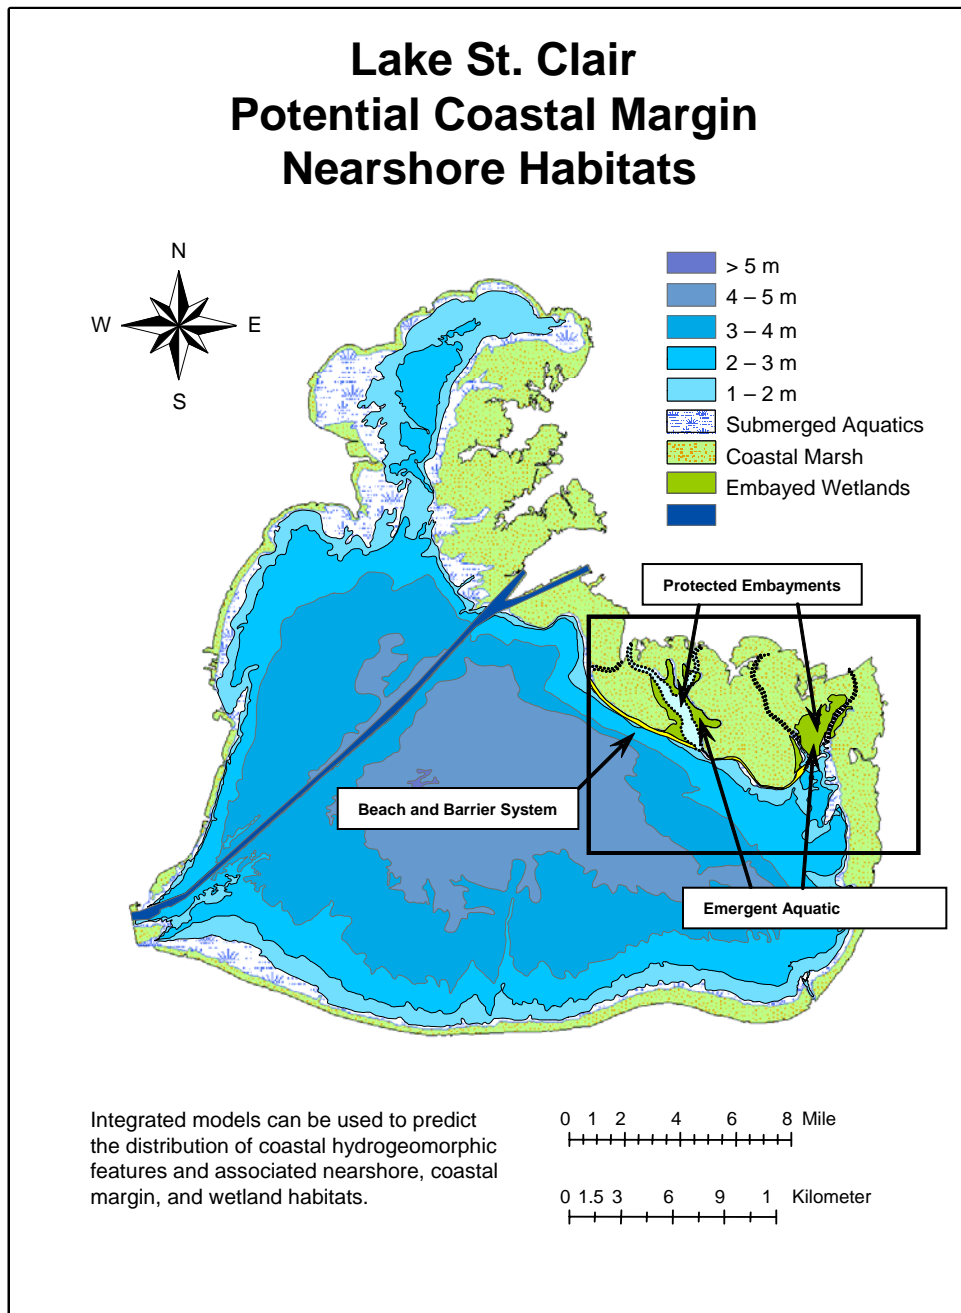 Lake St. Clair
Potential Coastal Margin
Nearshore Habitats
N
W
E
S
> 5 m
4 – 5 m
3 – 4 m
2 – 3 m
1 – 2 m
Submerged Aquatics
Coastal Marsh
Embayed Wetlands
Protected Embayments
Beach and Barrier System
Emergent Aquatic
Integrated models can be used to predict
the distribution of coastal hydrogeomorphic
features and associated nearshore, coastal
margin, and wetland habitats.
0 1 2 4 6 8 Mile
0 1.5 3 6 9 1 Kilometer